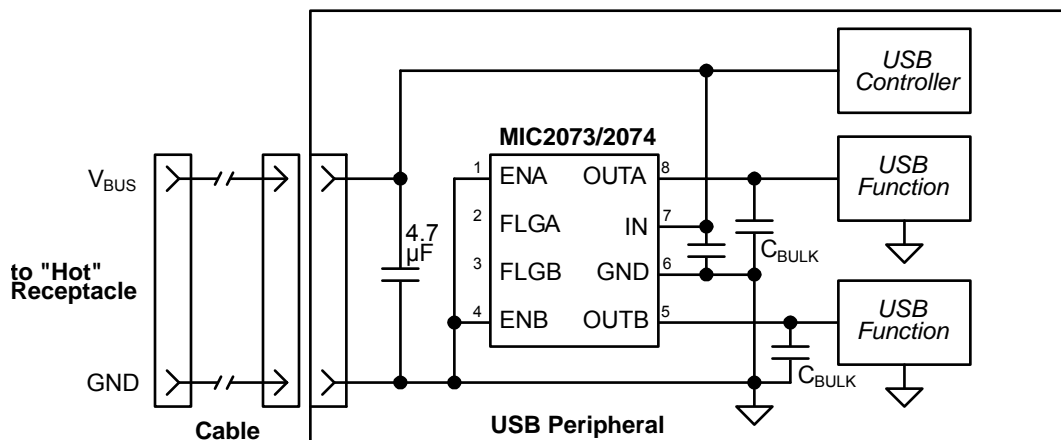 USB
Controller
MIC2073/2074
V_BUS
1 ENA OUTA 8
USB
Function
2 FLGA IN 7
4.7
µF
C_BULK
to "Hot"
Receptacle
3 FLGB GND 6
4 ENB OUTB 5
USB
Function
C_BULK
GND
Cable
USB Peripheral